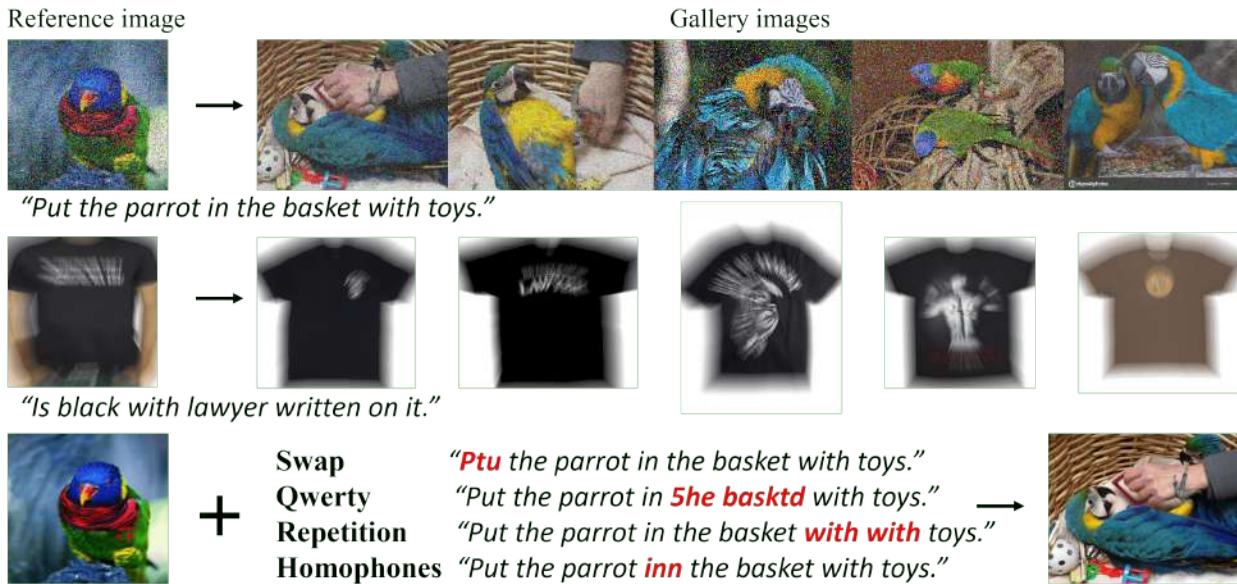 Reference image
Gallery images
“Put the parrot in the basket with toys.”
“Is black with lawyer written on it.”
Swap “Ptu the parrot in the basket with toys.”
Qwerty “Put the parrot in 5he basktd with toys.”
Repetition “Put the parrot in the basket with with toys.”
Homophones “Put the parrot inn the basket with toys.”